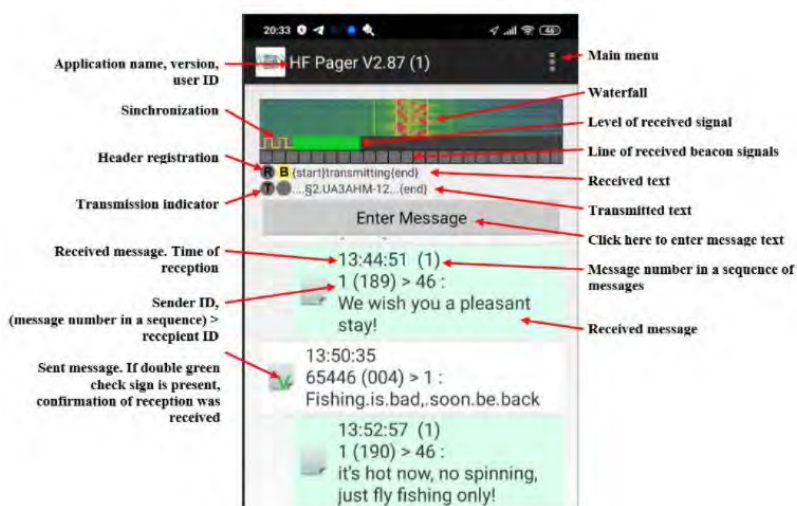 20:33
46
HF Pager V2.87 (1)
Application name, version,
user ID
Main menu
Sinchronization
Waterfall
Level of received signal
Header registration
Line of received beacon signals
R B (start)transmitting(end)
Received text
Transmission indicator
T ....§2.UA3AHM-12...(end)
Transmitted text
Enter Message
Click here to enter message text
Received message. Time of
reception
13:44:51 (1)
Message number in a sequence of
messages
Sender ID,
(message number in a sequence) >
recepient ID
1 (189) > 46 :
We wish you a pleasant
stay!
Received message
Sent message. If double green
check sign is present,
confirmation of reception was
received
13:50:35
65446 (004) > 1 :
Fishing.is.bad,.soon.be.back
13:52:57 (1)
1 (190) > 46 :
it's hot now, no spinning,
just fly fishing only!